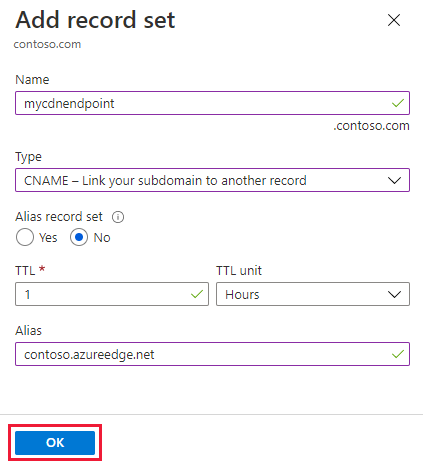 Add record set
contoso.com
Name
mycdnendpoint
.contoso.com
Type
CNAME – Link your subdomain to another record
Alias record set
Yes No
TTL * TTL unit
1 Hours
Alias
contoso.azureedge.net
OK